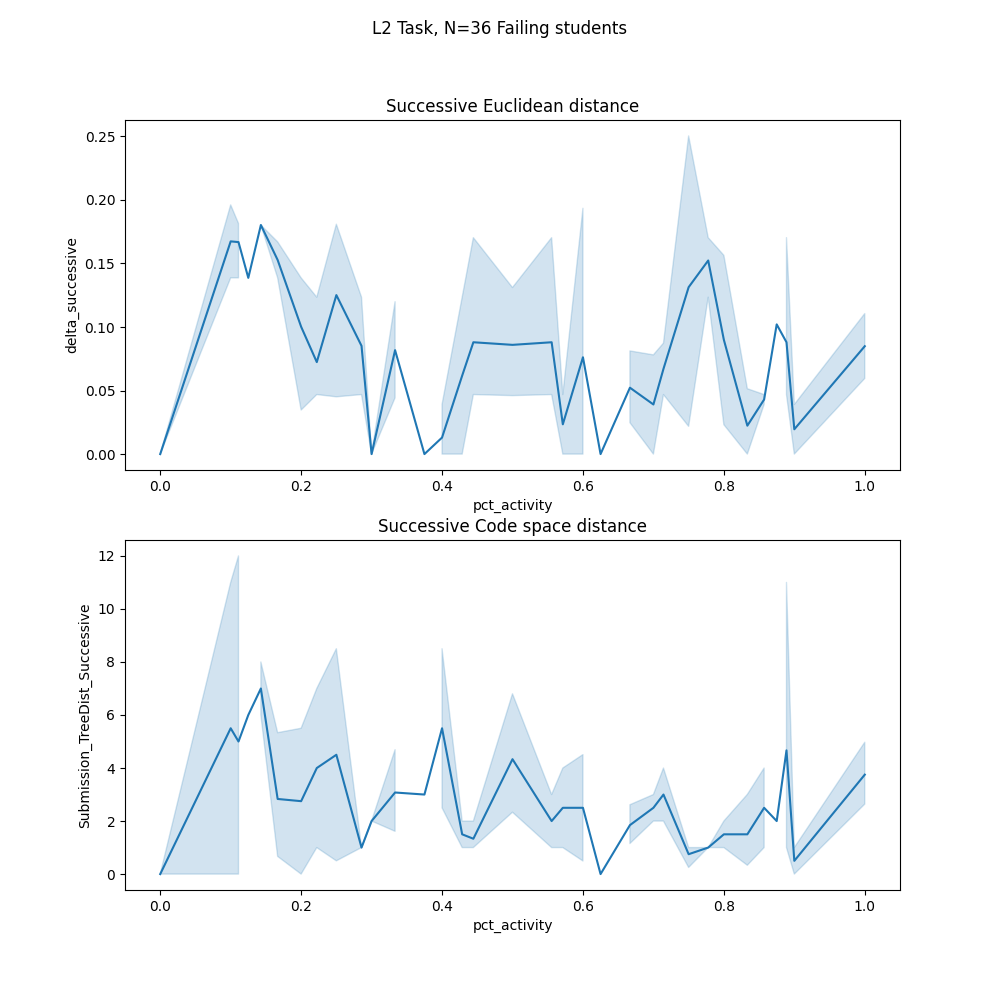 L2 Task, N=36 Failing students
Successive Euclidean distance
0.25
0.20
0.15
0.10
0.05
0.00
delta_successive
0.0 0.2 0.4 0.6 0.8 1.0
pct_activity
Successive Code space distance
12
10
8
6
4
2
0
Submission_TreeDist_Successive
0.0 0.2 0.4 0.6 0.8 1.0
pct_activity